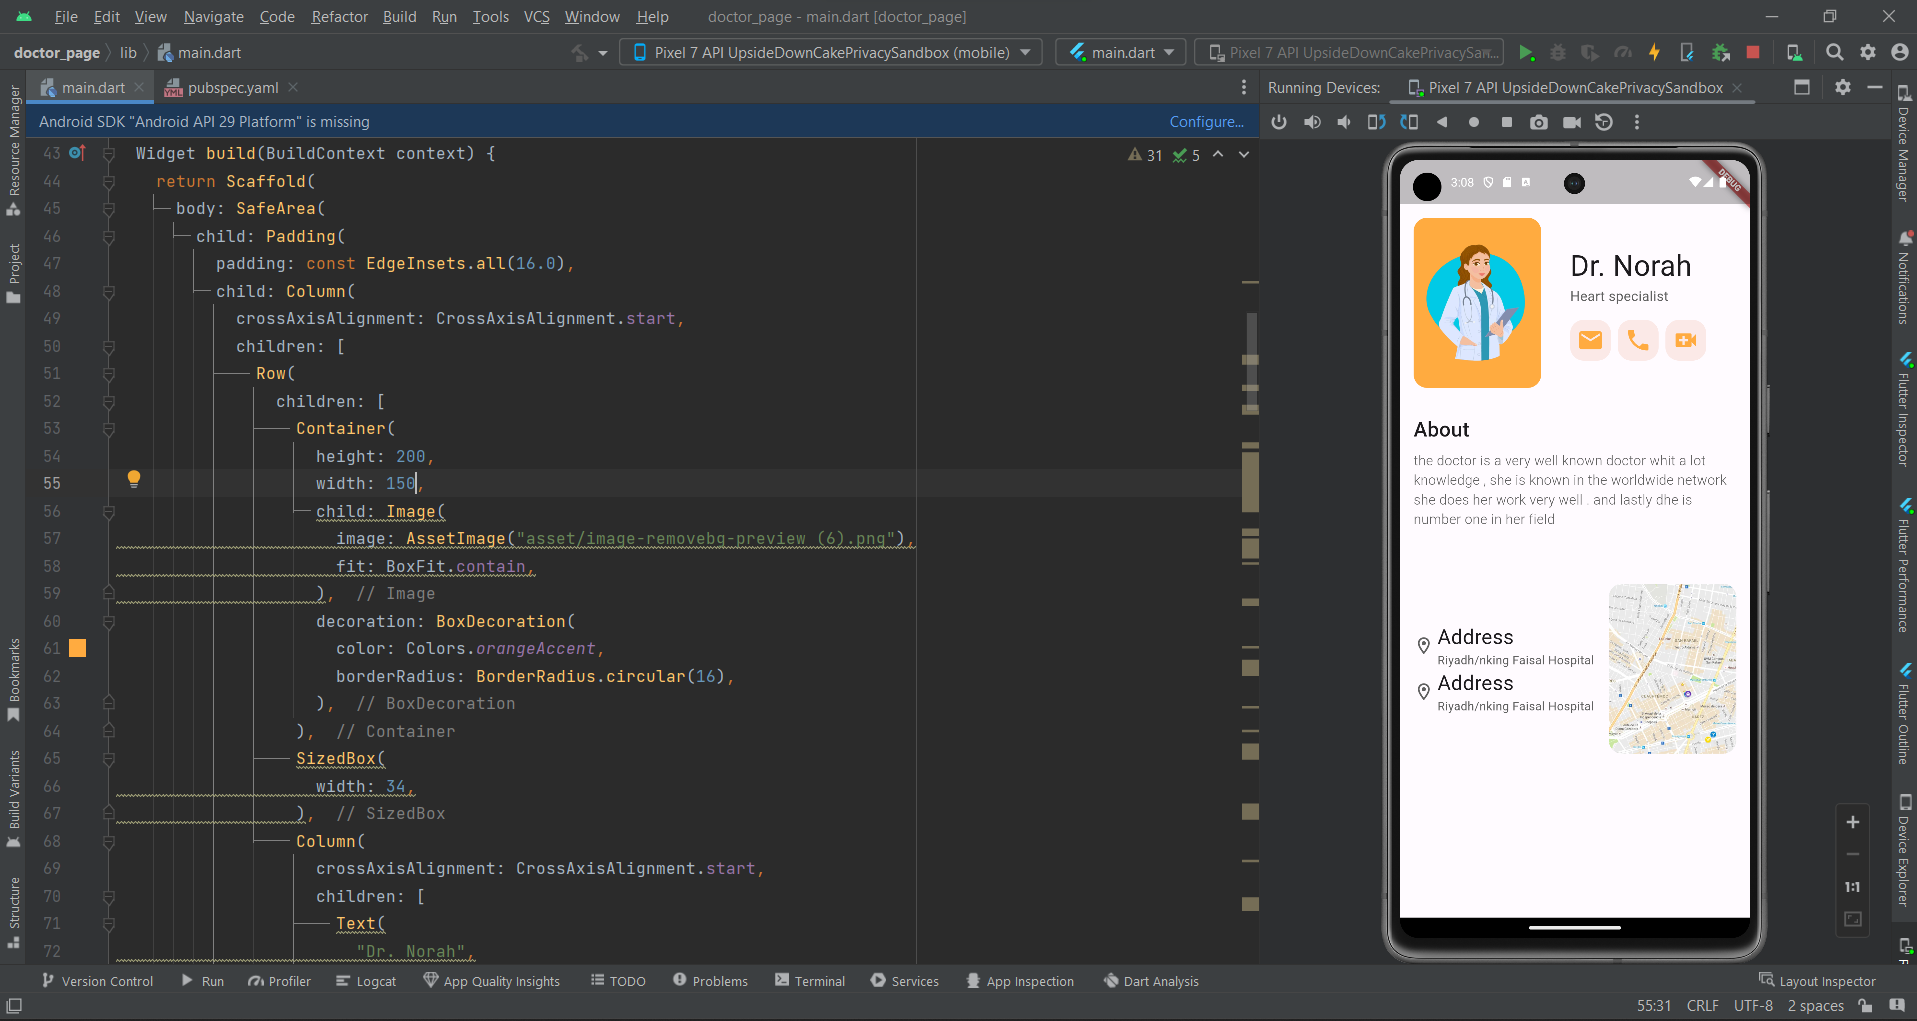 File Edit View Navigate Code Refactor Build Run Tools VCS Window Help doctor_page - main.dart [doctor_page]
doctor_page lib main.dart Pixel 7 API UpsideDownCakePrivacySandbox (mobile) main.dart Pixel 7 API UpsideDownCakePrivacySan...
main.dart pubspec.yaml Running Devices: Pixel 7 API UpsideDownCakePrivacySandbox
Android SDK "Android API 29 Platform" is missing Configure...
31 5
43 Widget build(BuildContext context) {
44 return Scaffold(
45 body: SafeArea(
46 child: Padding(
47 padding: const EdgeInsets.all(16.0),
48 child: Column(
49 crossAxisAlignment: CrossAxisAlignment.start,
50 children: [
51 Row(
52 children: [
53 Container(
54 height: 200,
55 width: 150,
56 child: Image(
57 image: AssetImage("asset/image-removebg-preview (6).png"),
58 fit: BoxFit.contain,
59 ), // Image
60 decoration: BoxDecoration(
61 color: Colors.orangeAccent,
62 borderRadius: BorderRadius.circular(16),
63 ), // BoxDecoration
64 ), // Container
65 SizedBox(
66 width: 34,
67 ), // SizedBox
68 Column(
69 crossAxisAlignment: CrossAxisAlignment.start,
70 children: [
71 Text(
72 "Dr. Norah",
Resource Manager
Project
Bookmarks
Build Variants
Structure
3:08
DEBUG
Dr. Norah
Heart specialist
About
the doctor is a very well known doctor whit a lot
knowledge , she is known in the worldwide network
she does her work very well . and lastly dhe is
number one in her field
Address
Riyadh/nking Faisal Hospital
Address
Riyadh/nking Faisal Hospital
1:1
Device Manager
Notifications
Flutter Inspector
Flutter Performance
Flutter Outline
Device Explorer
Version Control Run Profiler Logcat App Quality Insights TODO Problems Terminal Services App Inspection Dart Analysis Layout Inspector
55:31 CRLF UTF-8 2 spaces